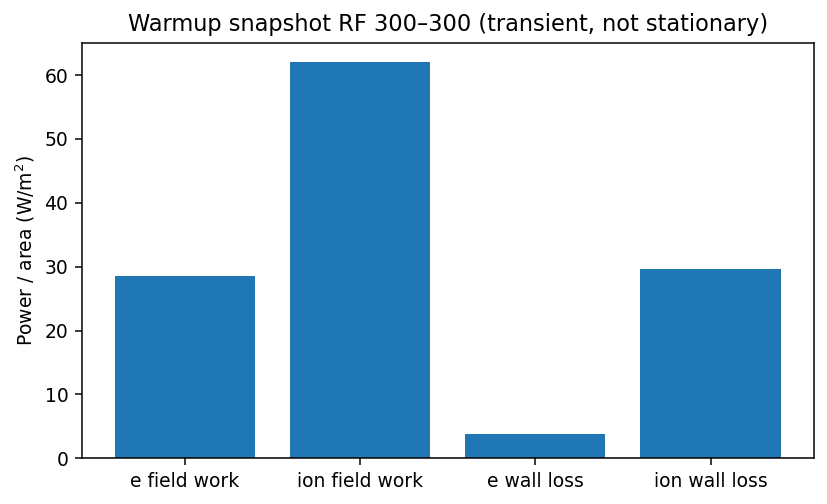 Warmup snapshot RF 300–300 (transient, not stationary)
Power / area (W/m²)
60
50
40
30
20
10
0
e field work
ion field work
e wall loss
ion wall loss